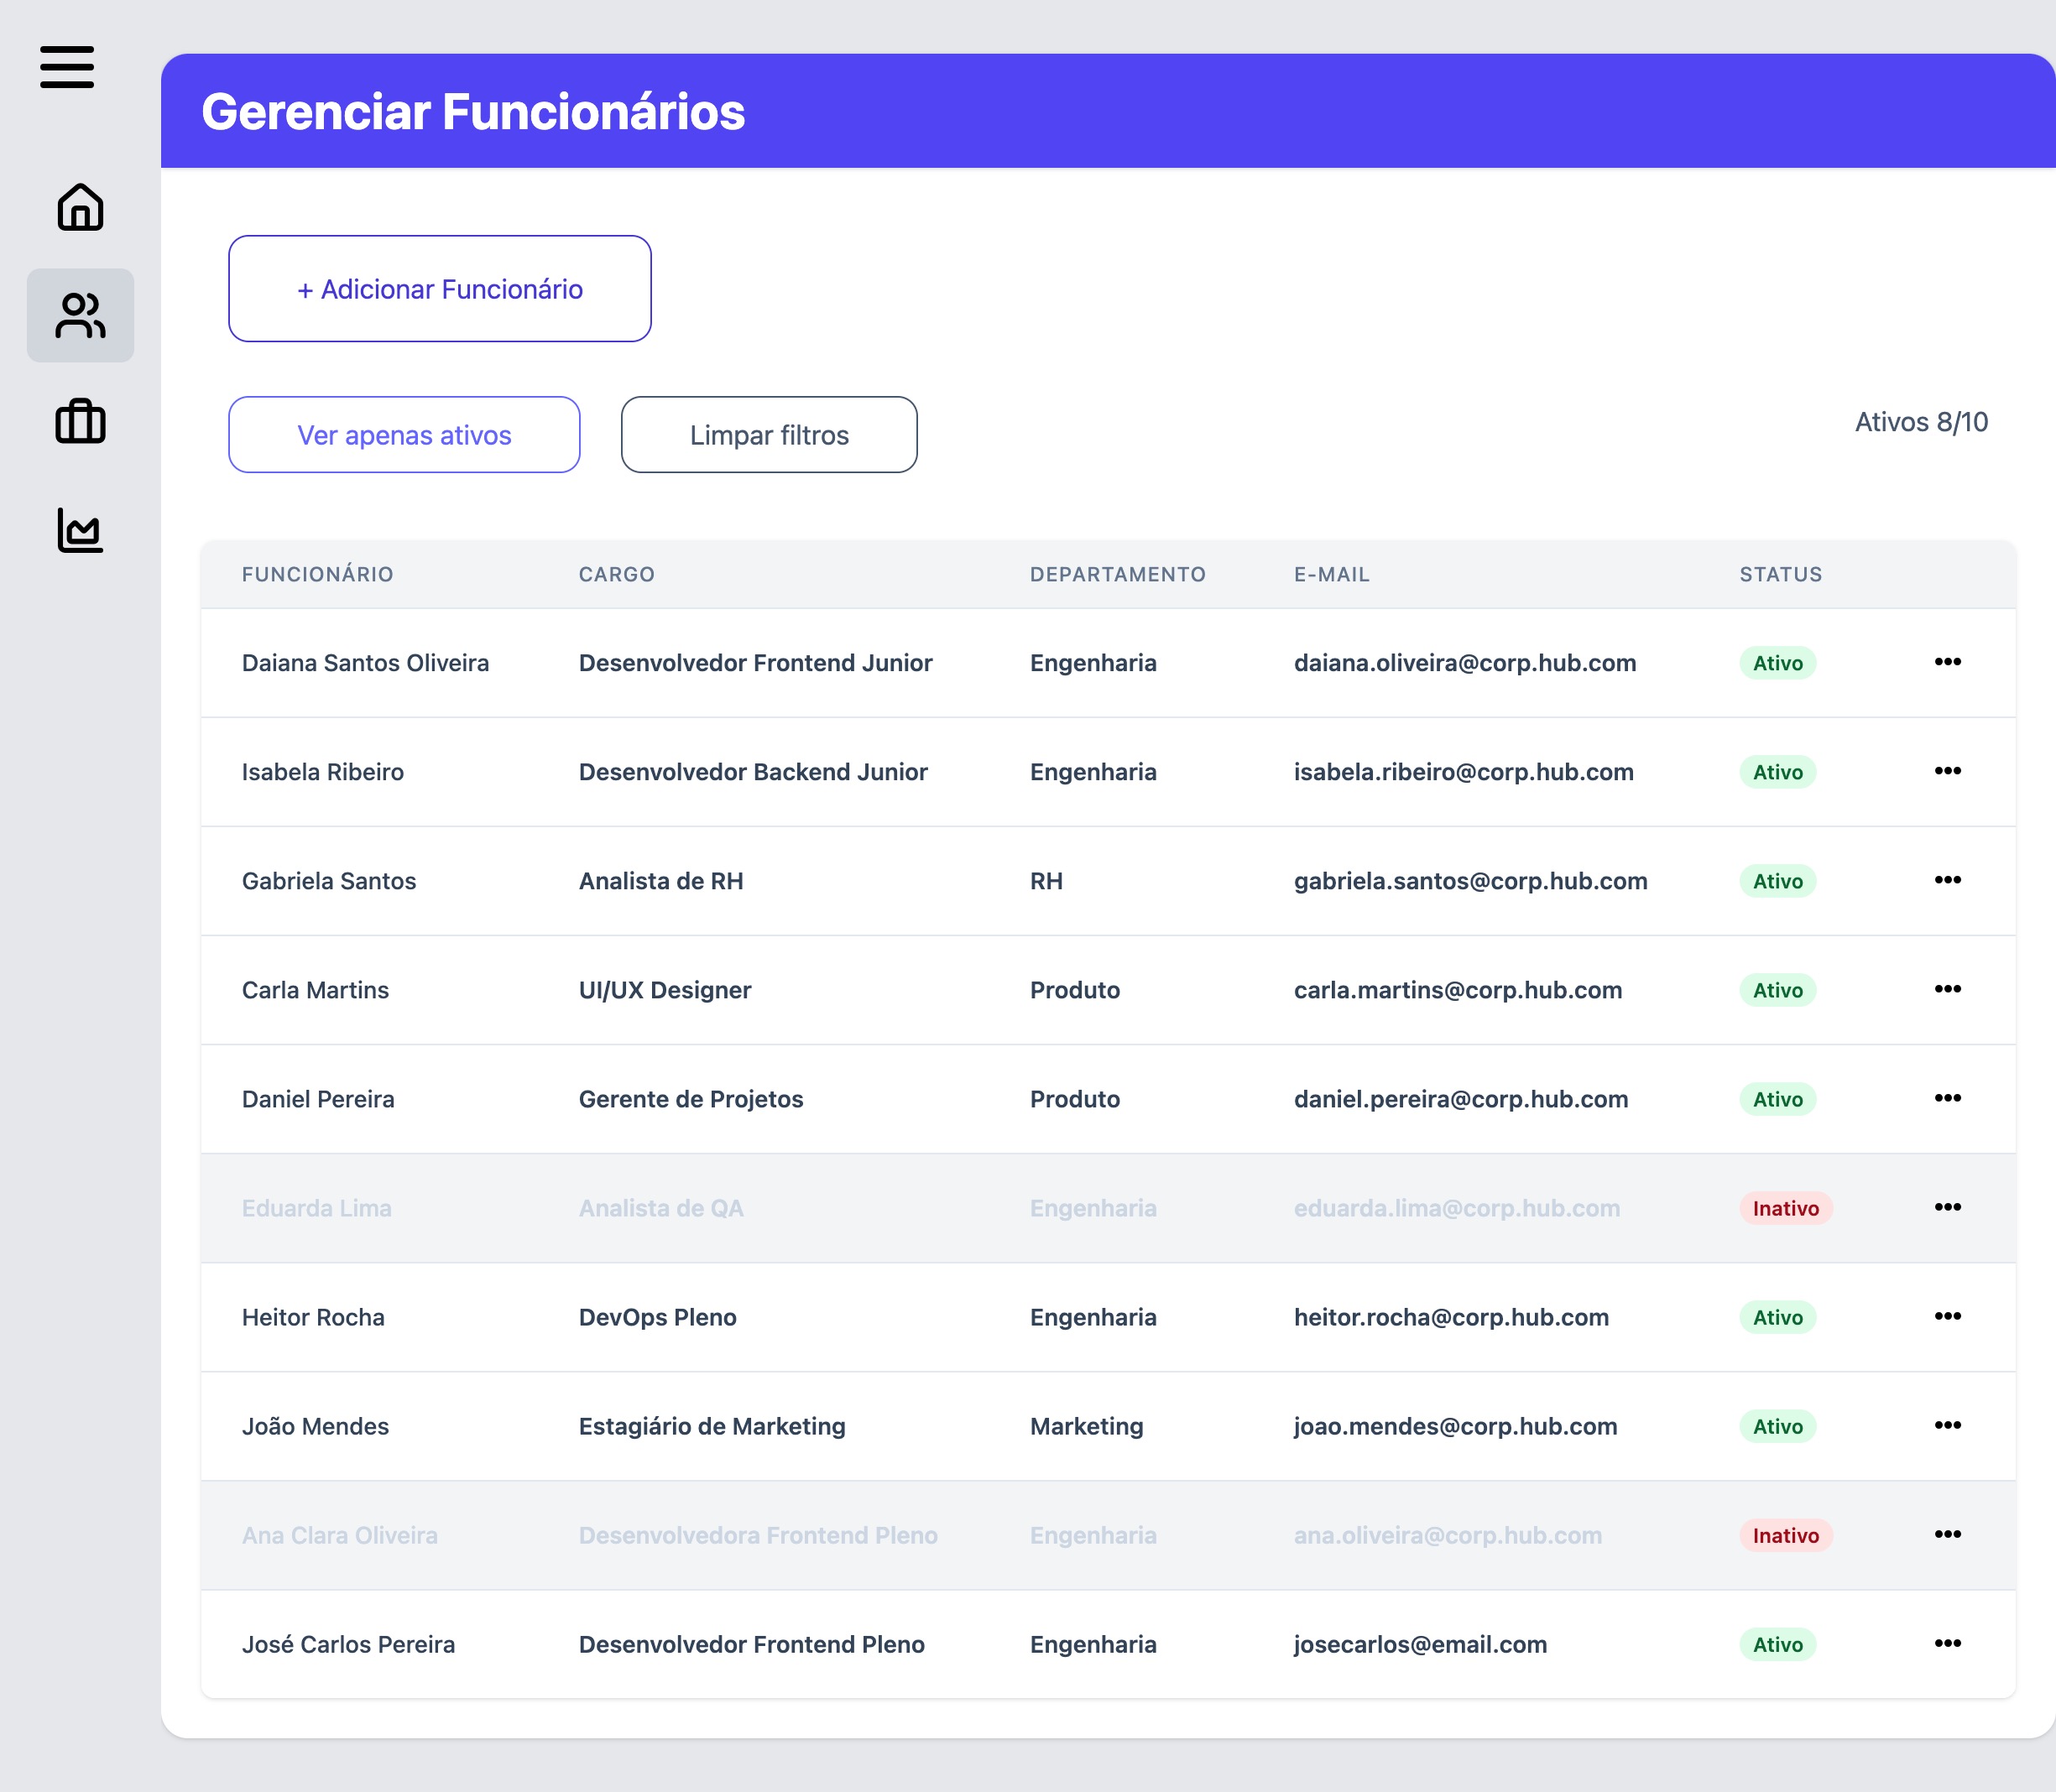 Gerenciar Funcionários
+ Adicionar Funcionário
Ver apenas ativos Limpar filtros Ativos 8/10
FUNCIONÁRIO CARGO DEPARTAMENTO E-MAIL STATUS
Daiana Santos Oliveira Desenvolvedor Frontend Junior Engenharia daiana.oliveira@corp.hub.com Ativo
Isabela Ribeiro Desenvolvedor Backend Junior Engenharia isabela.ribeiro@corp.hub.com Ativo
Gabriela Santos Analista de RH RH gabriela.santos@corp.hub.com Ativo
Carla Martins UI/UX Designer Produto carla.martins@corp.hub.com Ativo
Daniel Pereira Gerente de Projetos Produto daniel.pereira@corp.hub.com Ativo
Eduarda Lima Analista de QA Engenharia eduarda.lima@corp.hub.com Inativo
Heitor Rocha DevOps Pleno Engenharia heitor.rocha@corp.hub.com Ativo
João Mendes Estagiário de Marketing Marketing joao.mendes@corp.hub.com Ativo
Ana Clara Oliveira Desenvolvedora Frontend Pleno Engenharia ana.oliveira@corp.hub.com Inativo
José Carlos Pereira Desenvolvedor Frontend Pleno Engenharia josecarlos@email.com Ativo